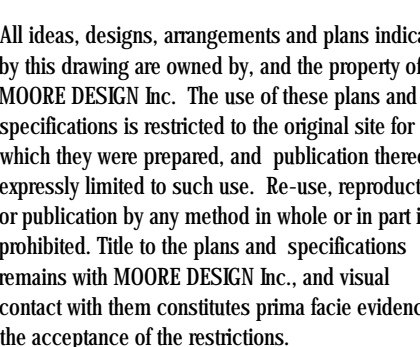 All ideas, designs, arrangements and plans indica
by this drawing are owned by, and the property of
MOORE DESIGN Inc.  The use of these plans and
specifications is restricted to the original site for
which they were prepared, and  publication there
expressly limited to such use.  Re-use, reproduct
or publication by any method in whole or in part i
prohibited. Title to the plans and  specifications
remains with MOORE DESIGN Inc., and visual
contact with them constitutes prima facie evidenc
the acceptance of the restrictions.